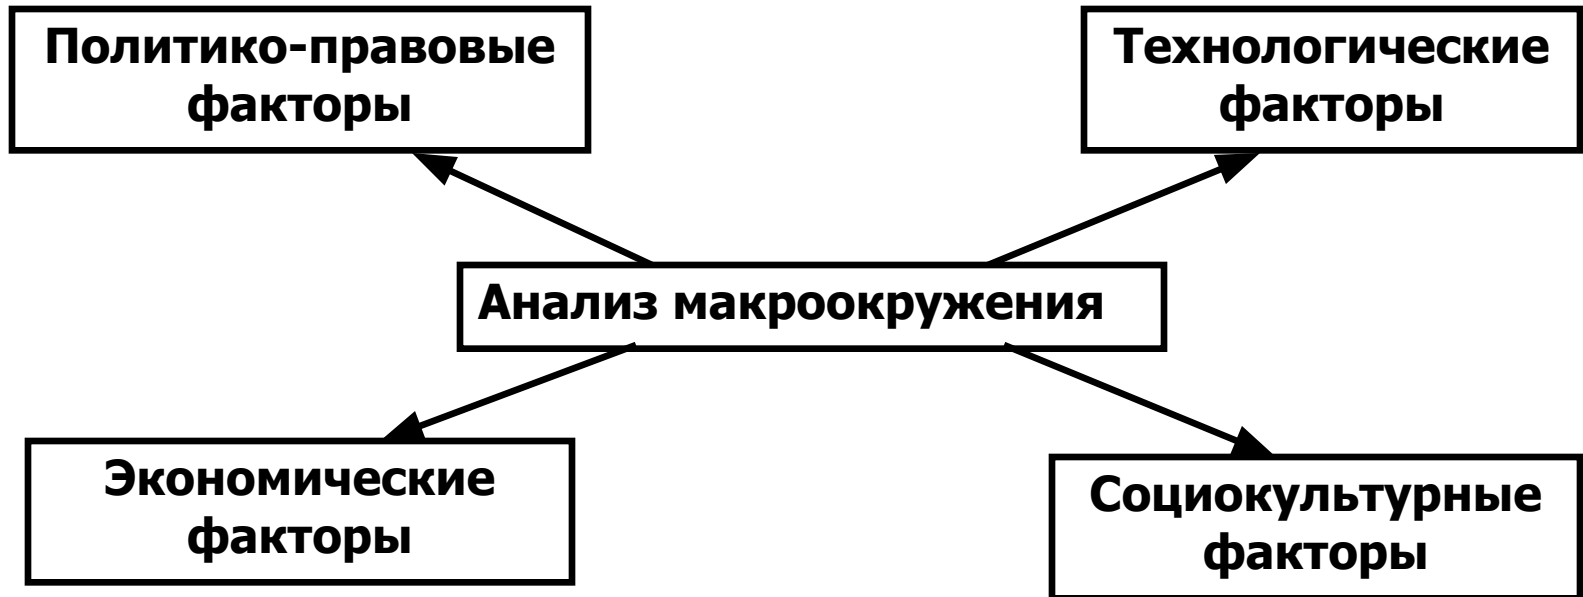 Политико-правовые
факторы
Технологические
факторы
Анализ макроокружения
Экономические
факторы
Социокультурные
факторы